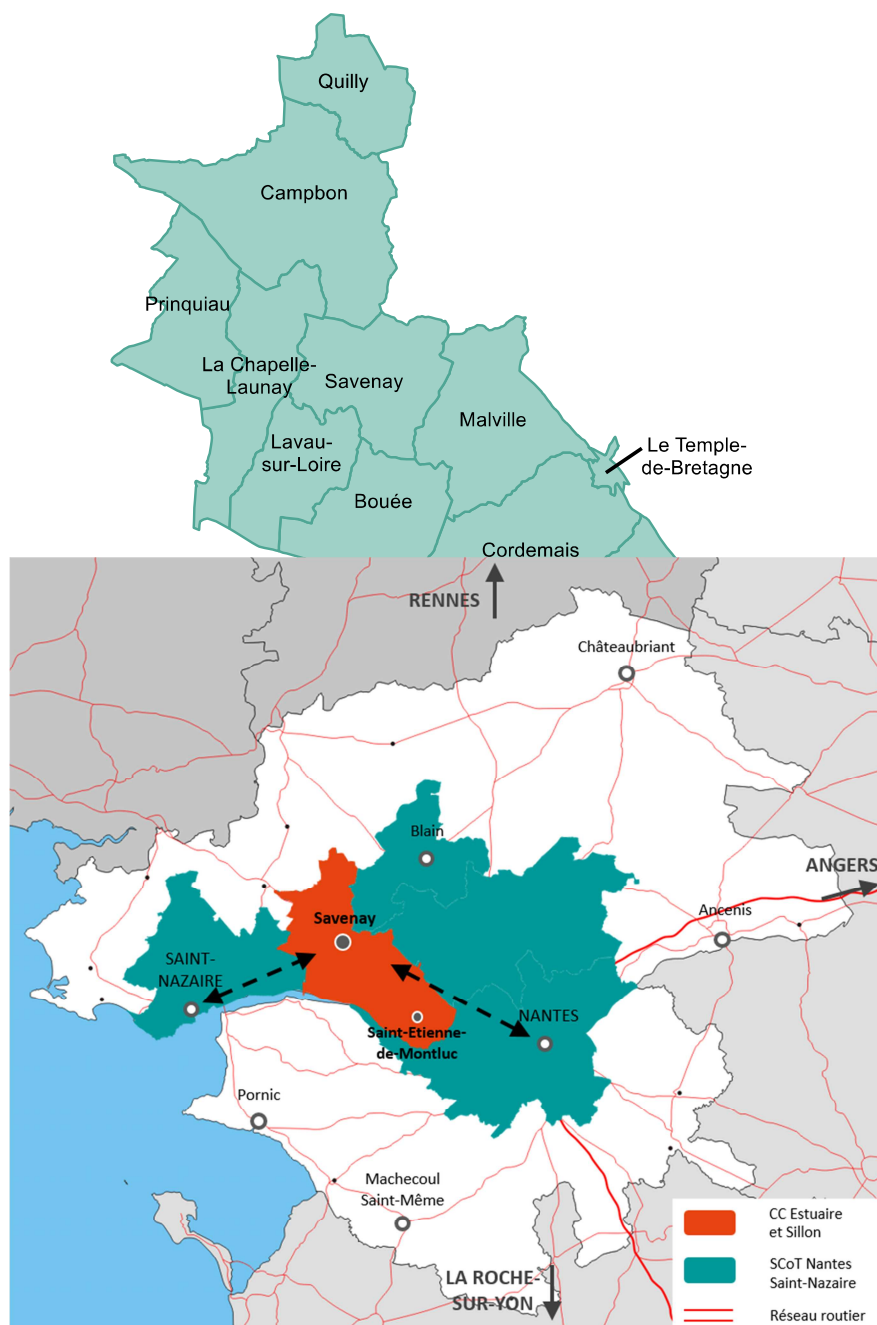 Quilly
Campbon
Prinquiau
La Chapelle-
Launay
Savenay
Malville
Lavau-
sur-Loire
Le Temple-
de-Bretagne
Bouée
Cordemais
RENNES
Châteaubriant
Blain
ANGERS
Ancenis
Savenay
SAINT-
NAZAIRE
NANTES
Saint-Etienne-
de-Montluc
Pornic
Machecoul
Saint-Même
LA ROCHE-
SUR-YON
CC Estuaire
et Sillon
SCoT Nantes
Saint-Nazaire
Réseau routier